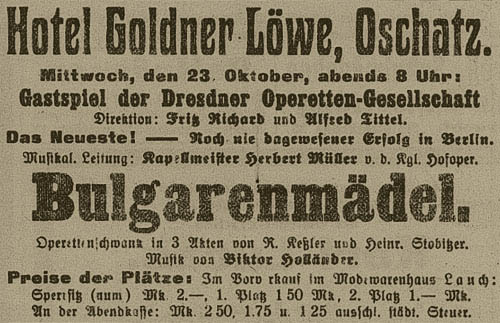 Hotel Goldner Löwe, Oschatz.
Mittwoch, den 23. Oktober, abends 8 Uhr:
Gastspiel der Dresdner Operetten-Gesellschaft
Direktion: Fritz Richard und Alfred Tittel.
Das Neueste! — Noch nie dagewesener Erfolg in Berlin.
Musikal. Leitung: Kapellmeister Herbert Müller v. d. Kgl. Hofoper.
Bulgarenmädel.
Operettenschwank in 3 Akten von R. Keßler und Heinr. Stobitzer.
Musik von Viktor Holländer.
Preise der Plätze: Im Vorv rkauf im Modewarenhaus Lauch:
Sperrsitz (num) Mk. 2.—, 1. Platz 1 50 Mk, 2. Platz 1.— Mk.
An der Abendkasse: Mk. 2 50, 1.75 u 1 25 ausschl. städt. Steuer.